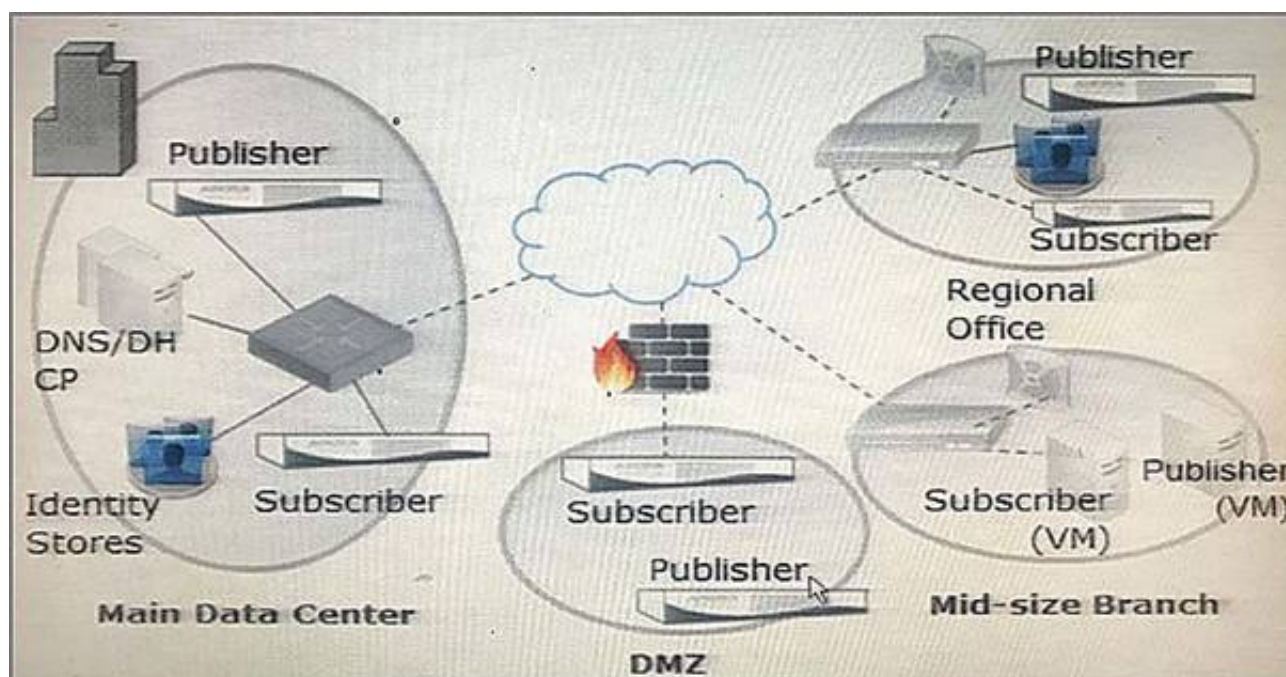 Publisher
DNS/DH
CP
Identity
Stores
Subscriber
Main Data Center
Subscriber
Publisher
DMZ
Publisher
Subscriber
Regional
Office
Subscriber
(VM)
Publisher
(VM)
Mid-size Branch